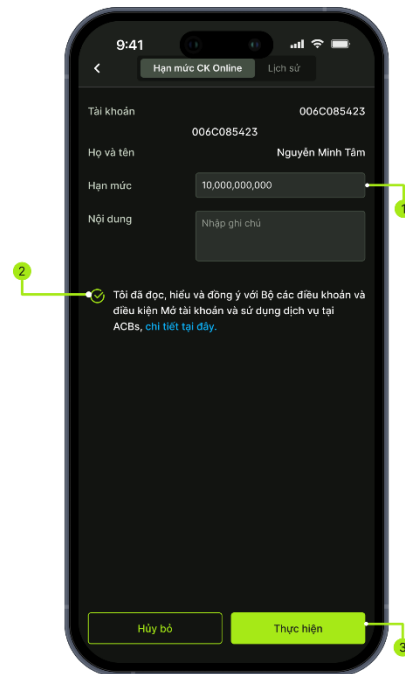 9:41
Hạn mức CK Online Lịch sử
Tài khoản 006C085423
006C085423
Họ và tên Nguyễn Minh Tâm
Hạn mức 10,000,000,000
1
Nội dung Nhập ghi chú
2
Tôi đã đọc, hiểu và đồng ý với Bộ các điều khoản và
điều kiện Mở tài khoản và sử dụng dịch vụ tại
ACBs, chi tiết tại đây.
Hủy bỏ Thực hiện
3